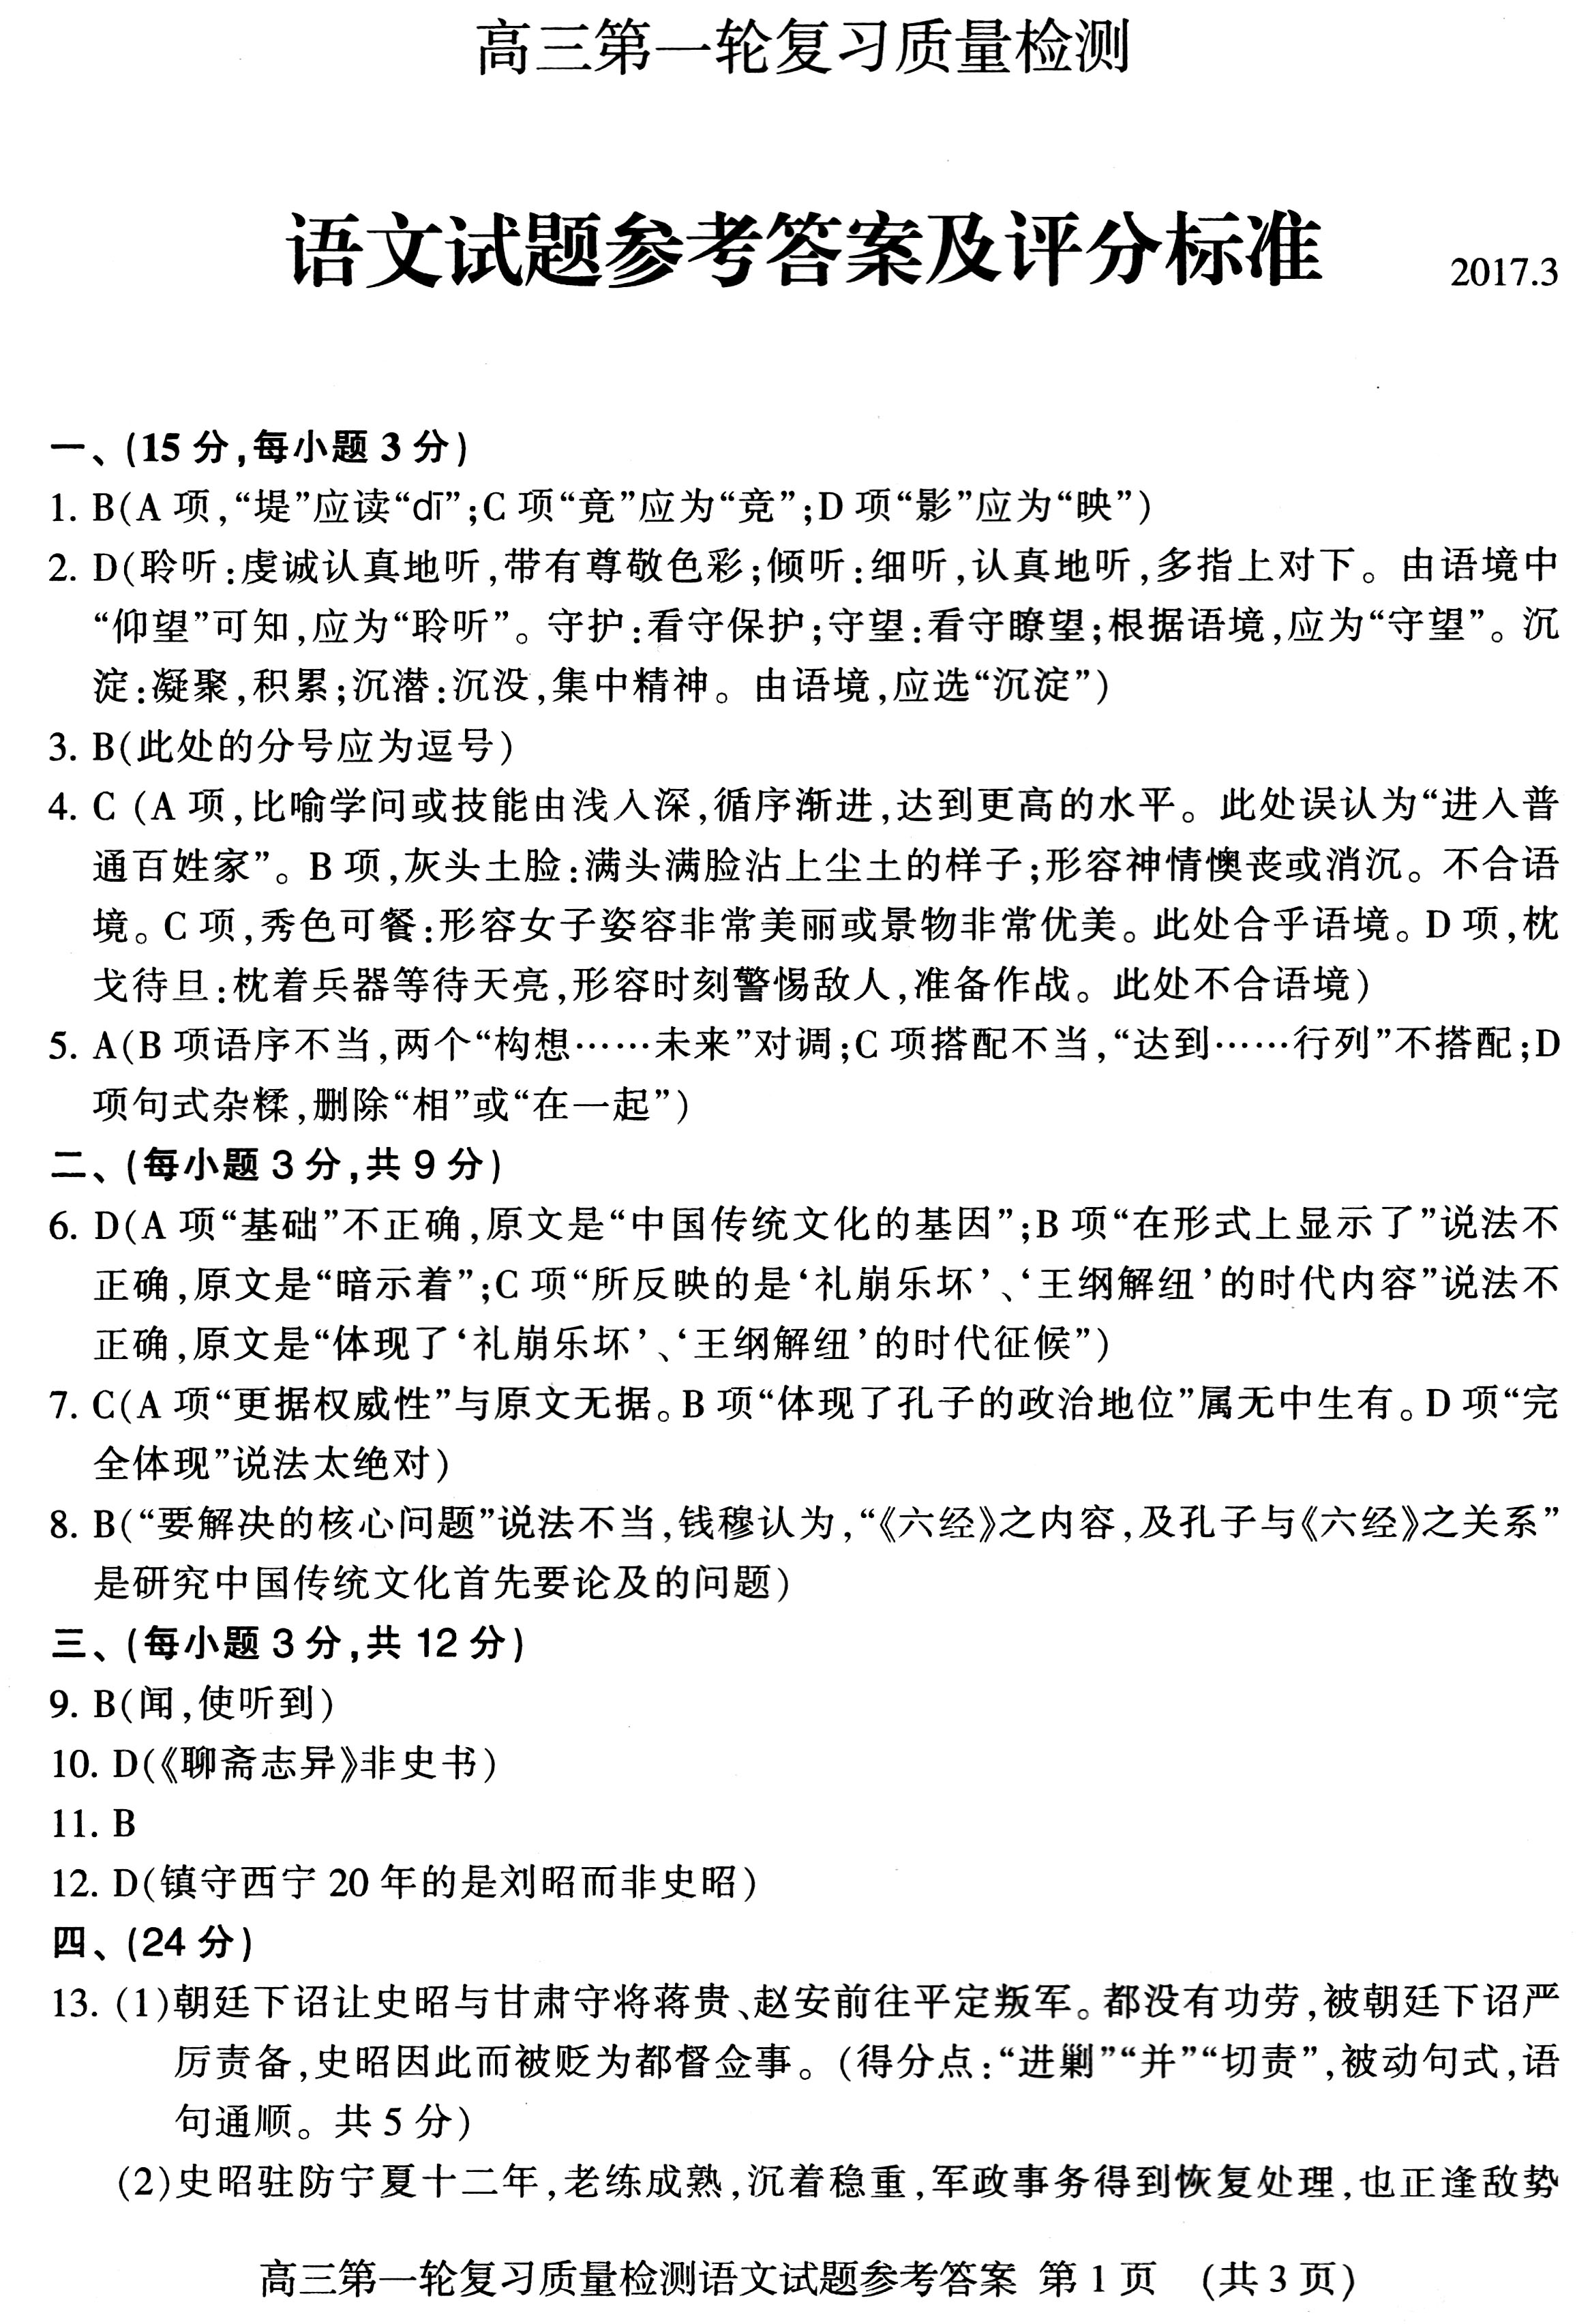 高三第一轮复习质量检测
语文试题参考答案及评分标准 2017.3
一、(15 分,每小题 3 分)
1. B(A 项,“堤”应读“dī”;C 项“竟”应为“竞”;D 项“影”应为“映”)
2. D(聆听:虔诚认真地听,带有尊敬色彩;倾听:细听,认真地听,多指上对下。由语境中
“仰望”可知,应为“聆听”。守护:看守保护;守望:看守瞭望;根据语境,应为“守望”。沉
淀:凝聚,积累;沉潜:沉没,集中精神。由语境,应选“沉淀”)
3. B(此处的分号应为逗号)
4. C (A 项,比喻学问或技能由浅入深,循序渐进,达到更高的水平。此处误认为“进入普
通百姓家”。B 项,灰头土脸:满头满脸沾上尘土的样子;形容神情懊丧或消沉。不合语
境。C 项,秀色可餐:形容女子姿容非常美丽或景物非常优美。此处合乎语境。D 项,枕
戈待旦:枕着兵器等待天亮,形容时刻警惕敌人,准备作战。此处不合语境)
5. A(B 项语序不当,两个“构想……未来”对调;C 项搭配不当,“达到……行列”不搭配;D
项句式杂糅,删除“相”或“在一起”)
二、(每小题 3 分,共 9 分)
6. D(A 项“基础”不正确,原文是“中国传统文化的基因”;B 项“在形式上显示了”说法不
正确,原文是“暗示着”;C 项“所反映的是‘礼崩乐坏’、‘王纲解纽’的时代内容”说法不
正确,原文是“体现了‘礼崩乐坏’、‘王纲解纽’的时代征候”)
7. C(A 项“更据权威性”与原文无据。B 项“体现了孔子的政治地位”属无中生有。D 项“完
全体现”说法太绝对)
8. B(“要解决的核心问题”说法不当,钱穆认为,“《六经》之内容,及孔子与《六经》之关系”
是研究中国传统文化首先要论及的问题)
三、(每小题 3 分,共 12 分)
9. B(闻,使听到)
10. D(《聊斋志异》非史书)
11. B
12. D(镇守西宁 20 年的是刘昭而非史昭)
四、(24 分)
13. (1)朝廷下诏让史昭与甘肃守将蒋贵、赵安前往平定叛军。都没有功劳,被朝廷下诏严
厉责备,史昭因此而被贬为都督佥事。(得分点:“进剿”“并”“切责”,被动句式,语
句通顺。共 5 分)
(2)史昭驻防宁夏十二年,老练成熟,沉着稳重,军政事务得到恢复处理,也正逢敌势
高三第一轮复习质量检测语文试题参考答案 第 1 页 (共 3 页)